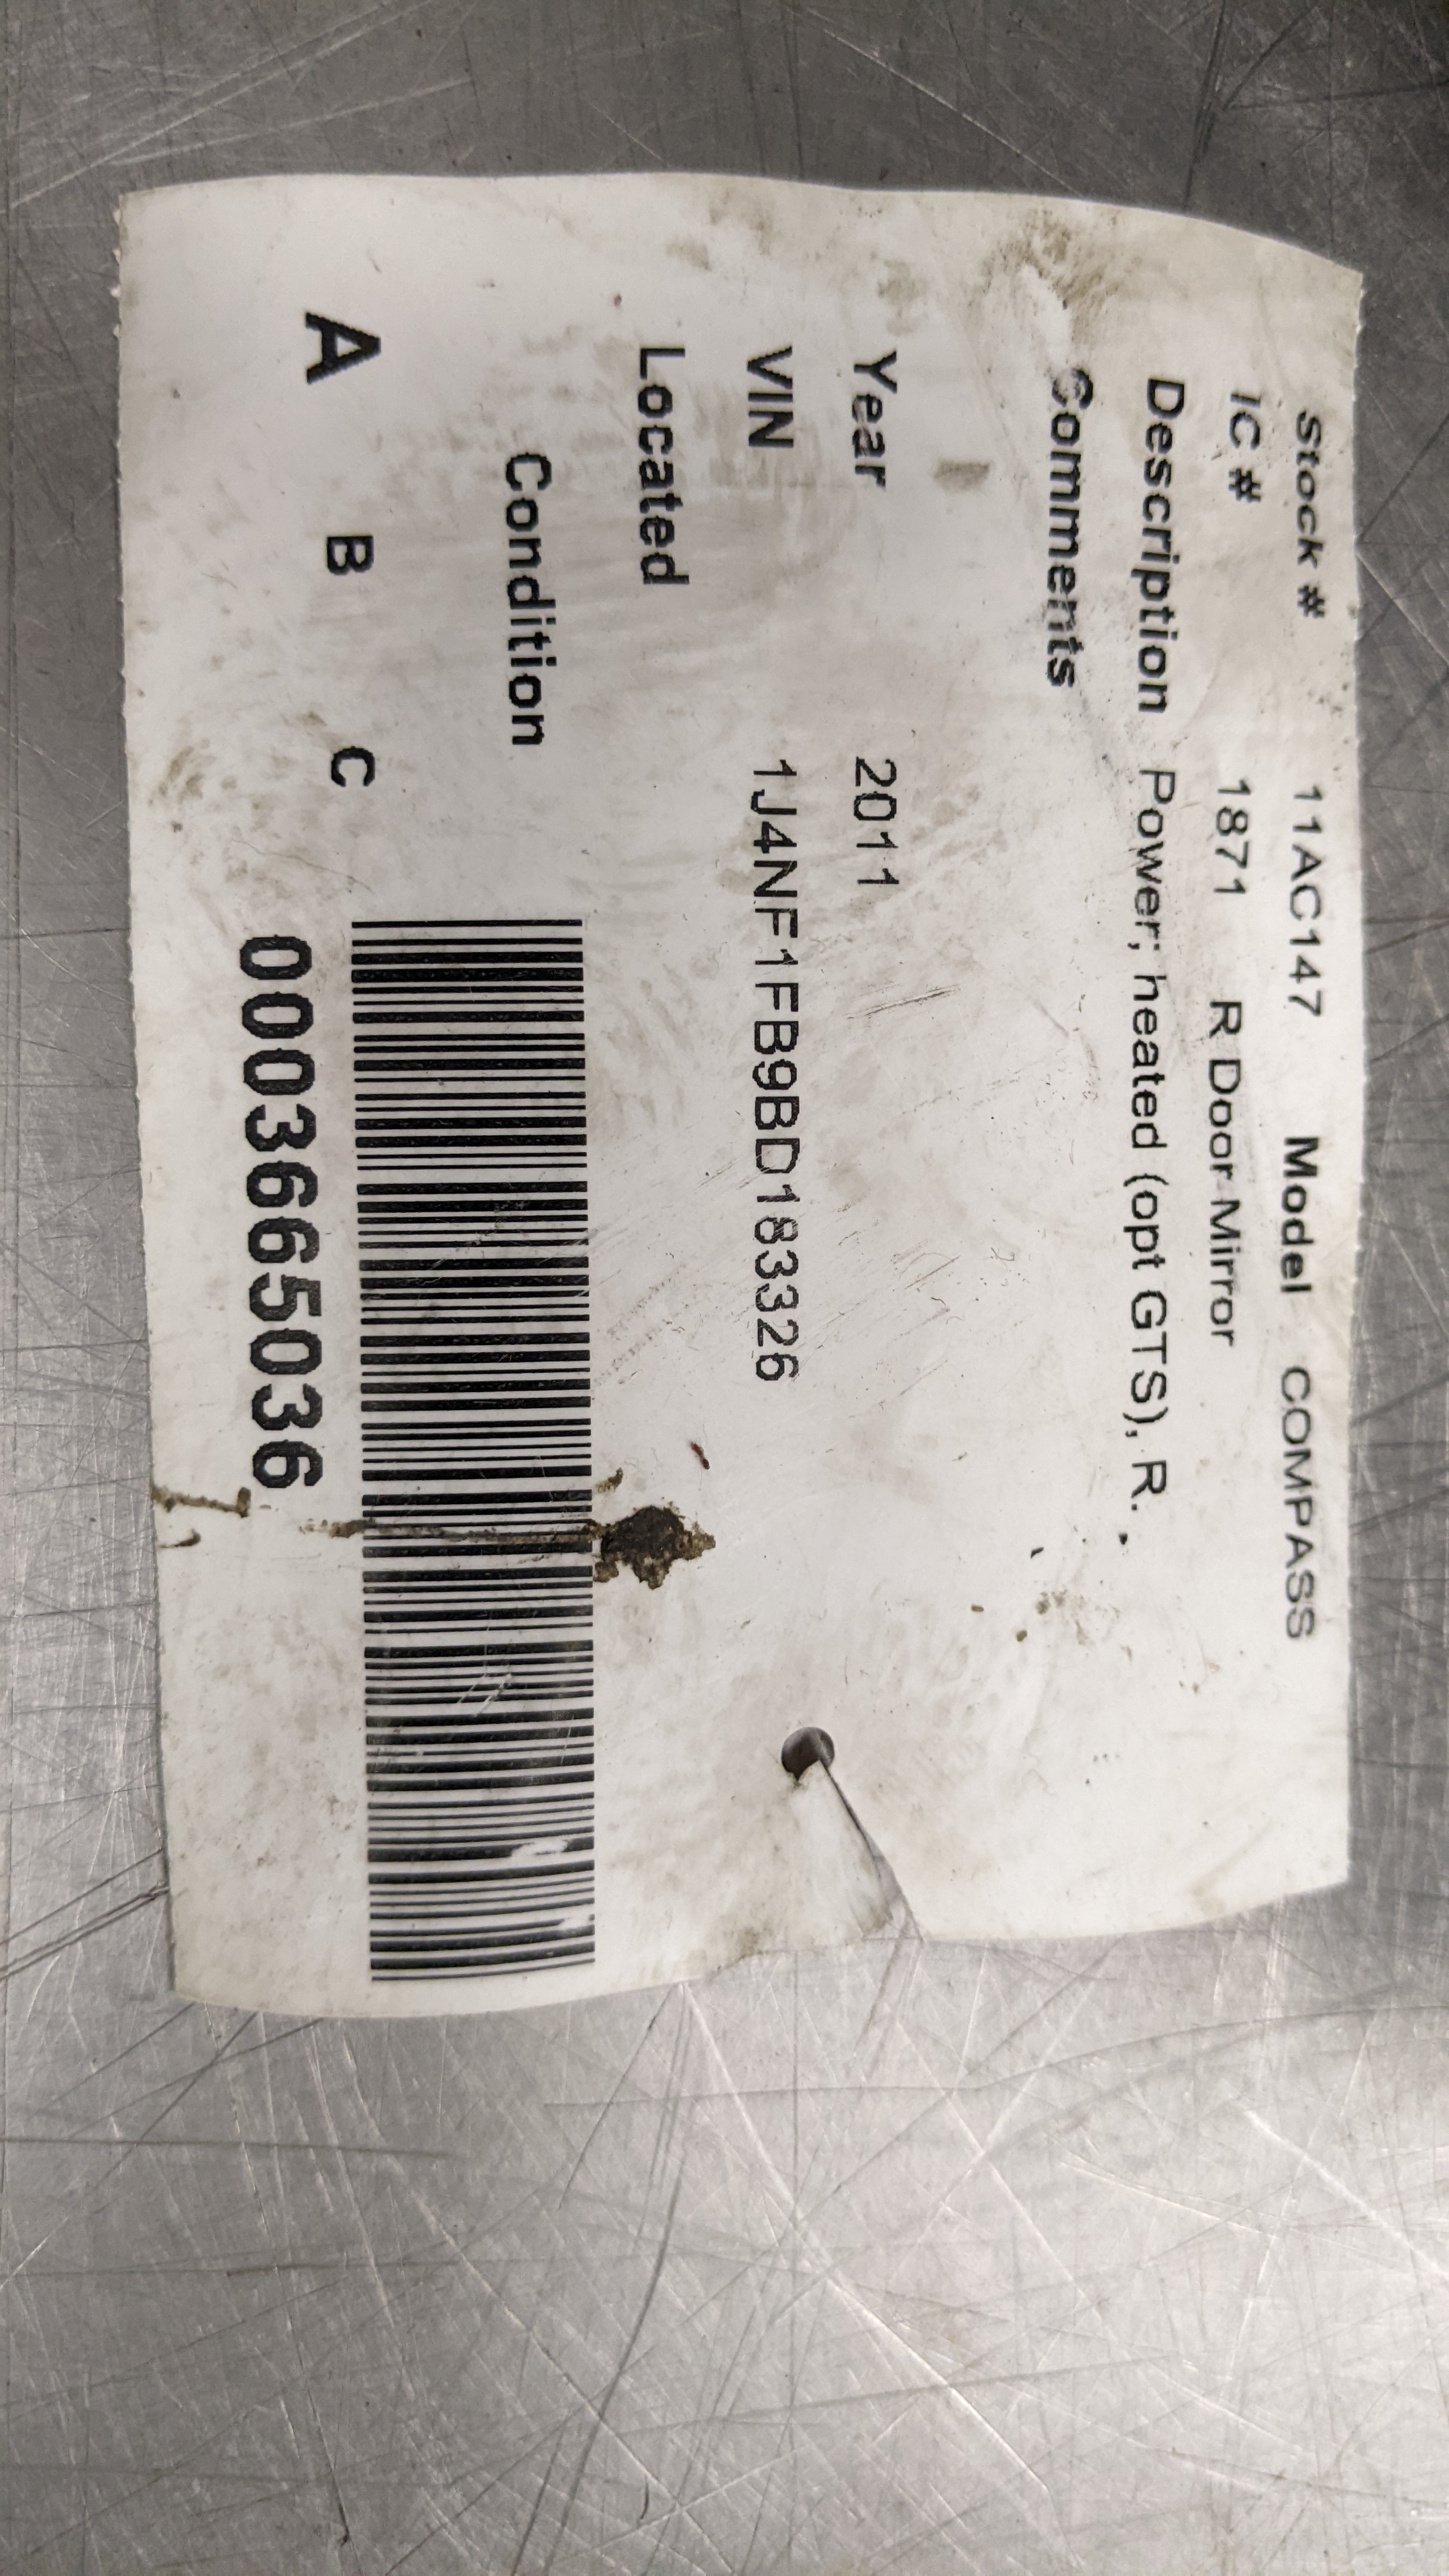 Stock # 11AC147 Model COMPASS
IC # 1871 R Door Mirror
Description Power; heated (opt GTS), R.
Comments
Year 2011
VIN 1J4NF1FB9BD183326
Located
Condition
A B C
0003665036